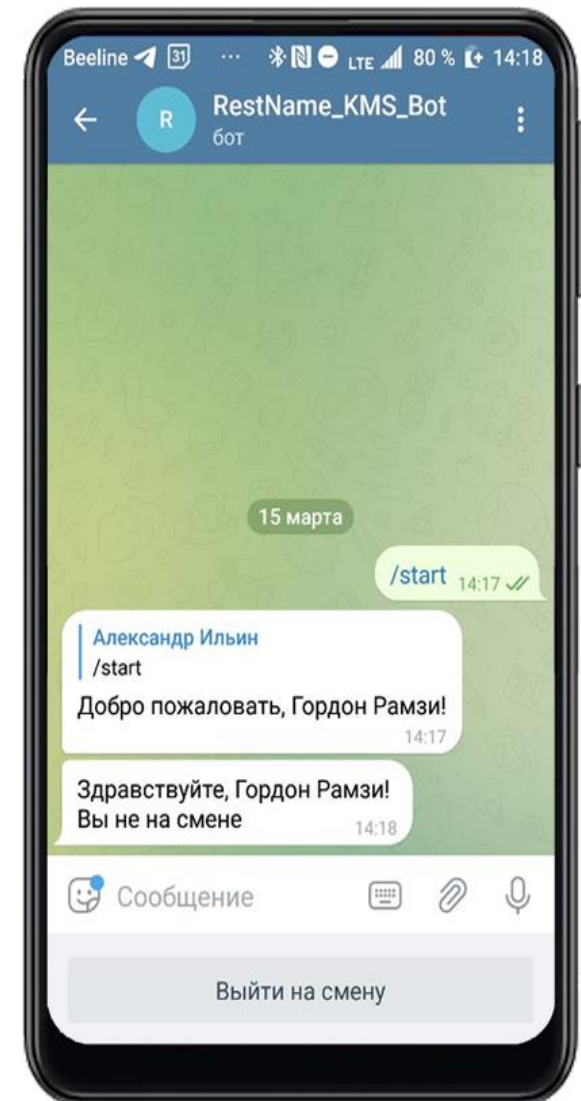 Beeline 31 ... LTE 80 % 14:18
R RestName_KMS_Bot
бот
15 марта
/start 14:17
Александр Ильин
/start
Добро пожаловать, Гордон Рамзи!
14:17
Здравствуйте, Гордон Рамзи!
Вы не на смене 14:18
Сообщение
Выйти на смену